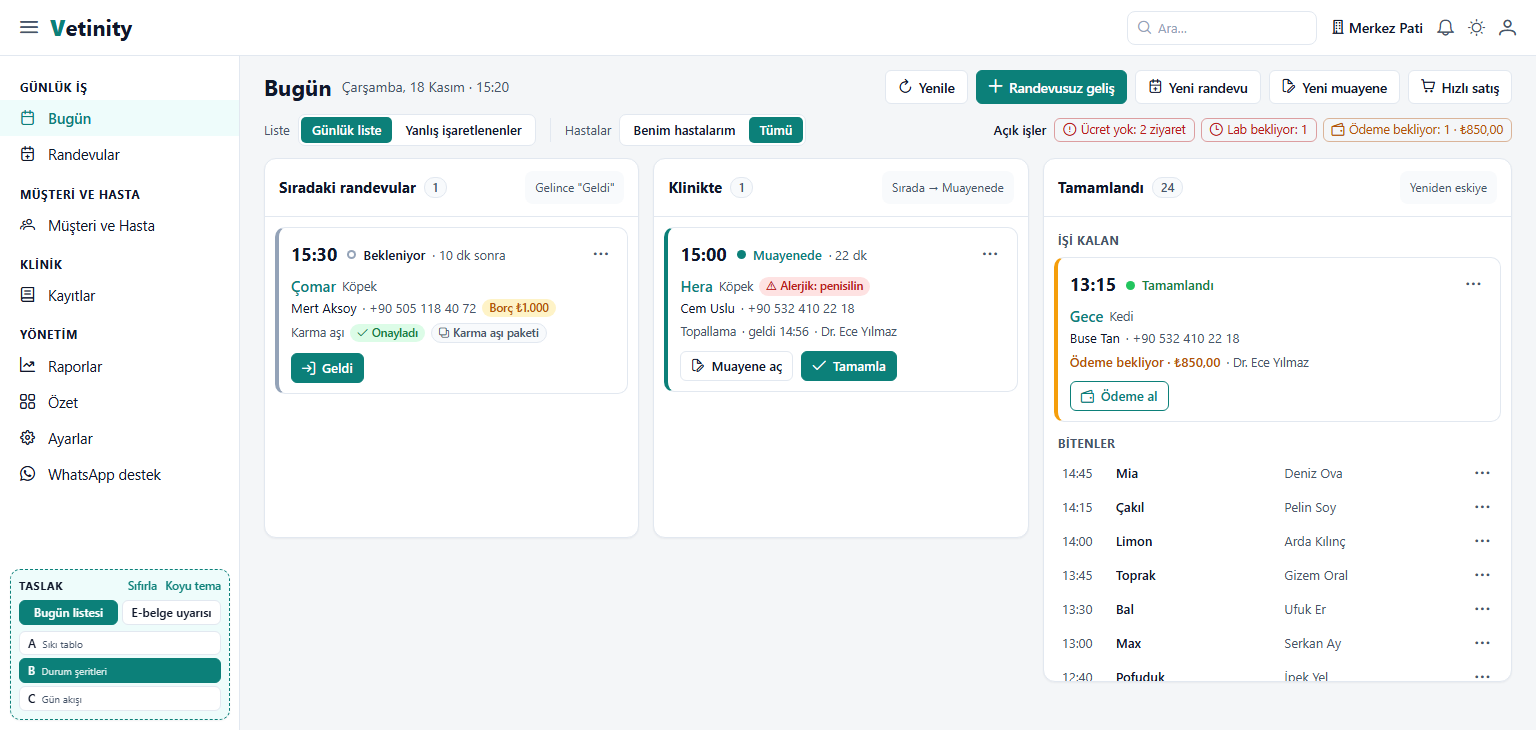 Vetinity
Ara...
Merkez Pati
GÜNLÜK İŞ
Bugün
Randevular
MÜŞTERİ VE HASTA
Müşteri ve Hasta
KLİNİK
Kayıtlar
YÖNETİM
Raporlar
Özet
Ayarlar
WhatsApp destek
TASLAK Sıfırla Koyu tema
Bugün listesi E-belge uyarısı
A Sıkı tablo
B Durum şeritleri
C Gün akışı
Bugün Çarşamba, 18 Kasım · 15:20
Yenile
Randevusuz geliş
Yeni randevu
Yeni muayene
Hızlı satış
Liste Günlük liste Yanlış işaretlenenler
Hastalar Benim hastalarım Tümü
Açık işler Ücret yok: 2 ziyaret Lab bekliyor: 1 Ödeme bekliyor: 1 · ₺850,00
Sıradaki randevular 1 Gelince "Geldi"
15:30 Bekleniyor · 10 dk sonra
Çomar Köpek
Mert Aksoy · +90 505 118 40 72 Borç ₺1.000
Karma aşı Onayladı Karma aşı paketi
Geldi
Klinikte 1 Sırada → Muayenede
15:00 Muayenede · 22 dk
Hera Köpek Alerjik: penisilin
Cem Uslu · +90 532 410 22 18
Topallama · geldi 14:56 · Dr. Ece Yılmaz
Muayene aç Tamamla
Tamamlandı 24 Yeniden eskiye
İŞİ KALAN
13:15 Tamamlandı
Gece Kedi
Buse Tan · +90 532 410 22 18
Ödeme bekliyor · ₺850,00 · Dr. Ece Yılmaz
Ödeme al
BİTENLER
14:45 Mia Deniz Ova
14:15 Çakıl Pelin Soy
14:00 Limon Arda Kılınç
13:45 Toprak Gizem Oral
13:30 Bal Ufuk Er
13:00 Max Serkan Ay
12:40 Pofuduk İpek Yel